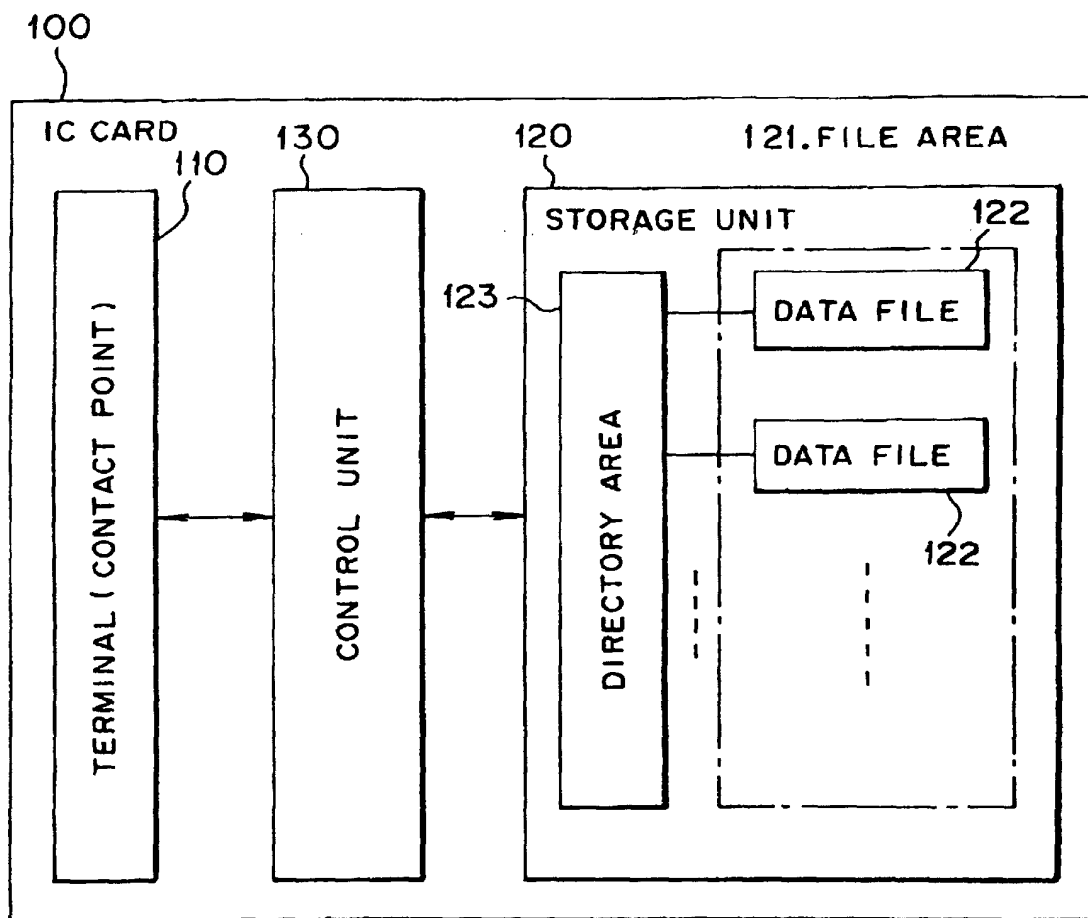 100
IC CARD
110
130
120
121.FILE AREA
STORAGE UNIT
122
123
DATA FILE
DATA FILE
122
TERMINAL (CONTACT POINT)
CONTROL UNIT
DIRECTORY AREA